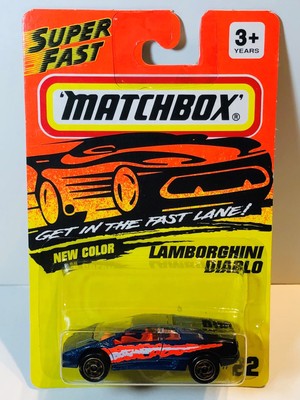 SUPER
FAST
3+
YEARS
'MATCHBOX'®
GET IN THE FAST LANE!
NEW COLOR
LAMBORGHINI
DIABLO